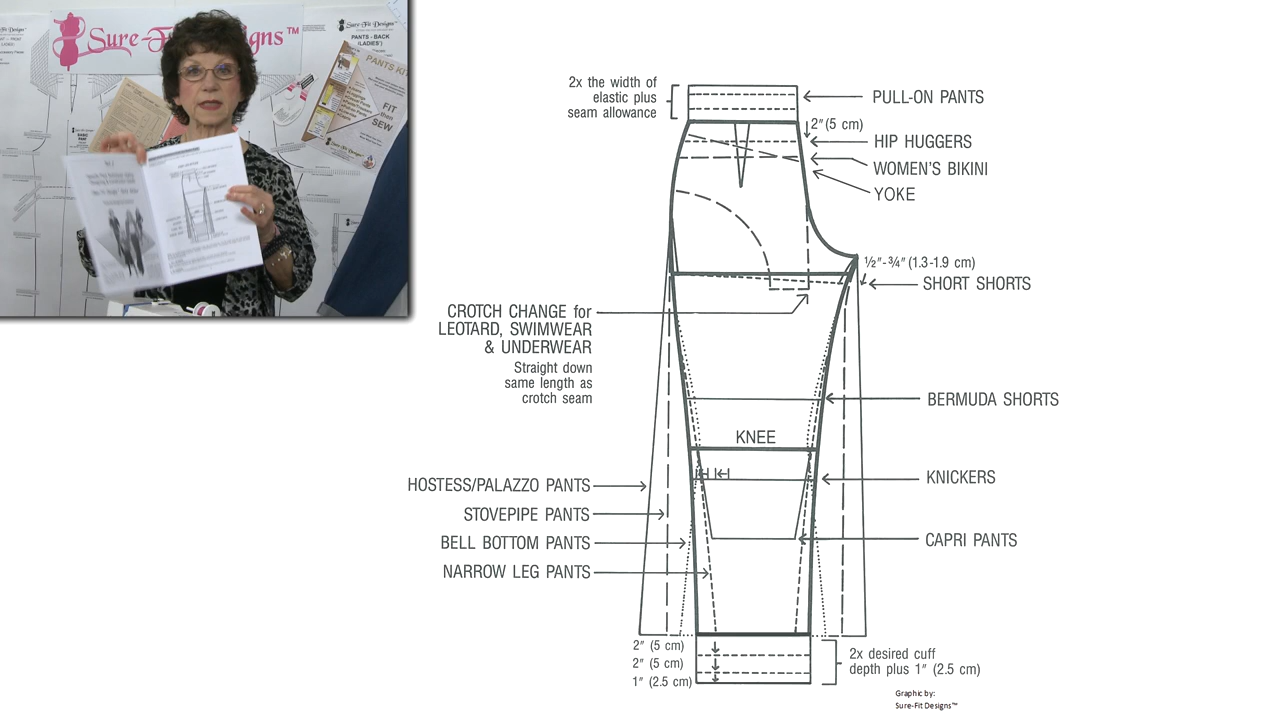 Sure-Fit Designs™
PANTS - BACK
(LADIES')
PANTS KIT
FIT
then
SEW
2x the width of
elastic plus
seam allowance
PULL-ON PANTS
2" (5 cm)
HIP HUGGERS
WOMEN'S BIKINI
YOKE
½"-¾" (1.3-1.9 cm)
SHORT SHORTS
CROTCH CHANGE for
LEOTARD, SWIMWEAR
& UNDERWEAR
Straight down
same length as
crotch seam
BERMUDA SHORTS
KNEE
KNICKERS
HOSTESS/PALAZZO PANTS
STOVEPIPE PANTS
BELL BOTTOM PANTS
NARROW LEG PANTS
CAPRI PANTS
2" (5 cm)
2" (5 cm)
1" (2.5 cm)
2x desired cuff
depth plus 1" (2.5 cm)
Graphic by:
Sure-Fit Designs™